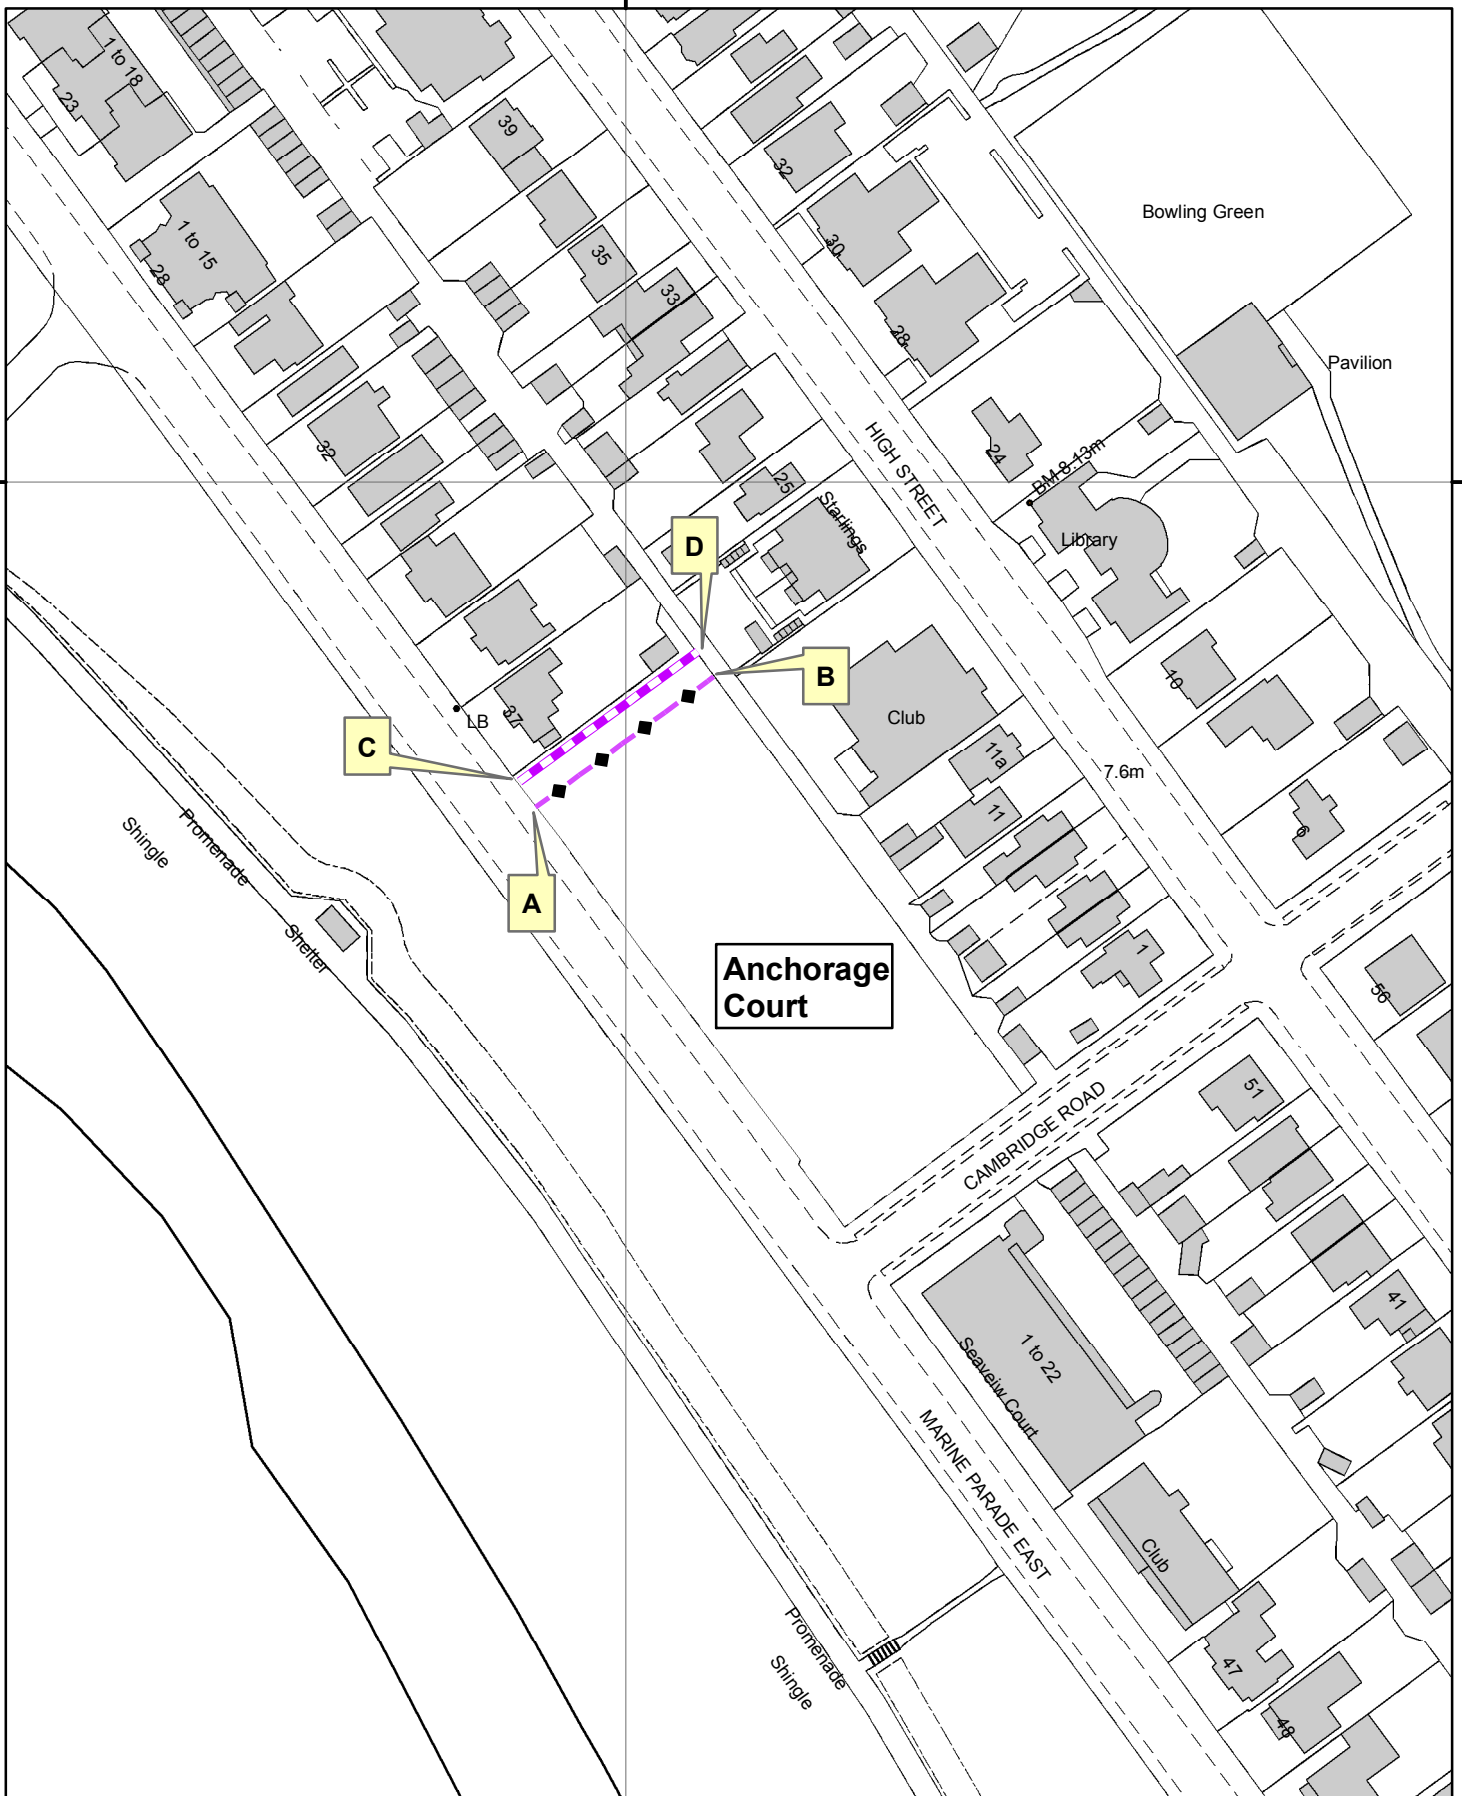 1 to 18
23
39
32
Bowling Green
1 to 15
28
30
35
33
28
Pavilion
32
HIGH STREET
24
BM 8.13m
25
Starlings
Library
D
B
10
LB
37
Club
C
11a
7.6m
11
6
Promenade
Shingle
A
Shelter
1
Anchorage
Court
56
51
CAMBRIDGE ROAD
41
1 to 22
Seaveiw Court
MARINE PARADE EAST
Club
Promenade
Shingle
47
48